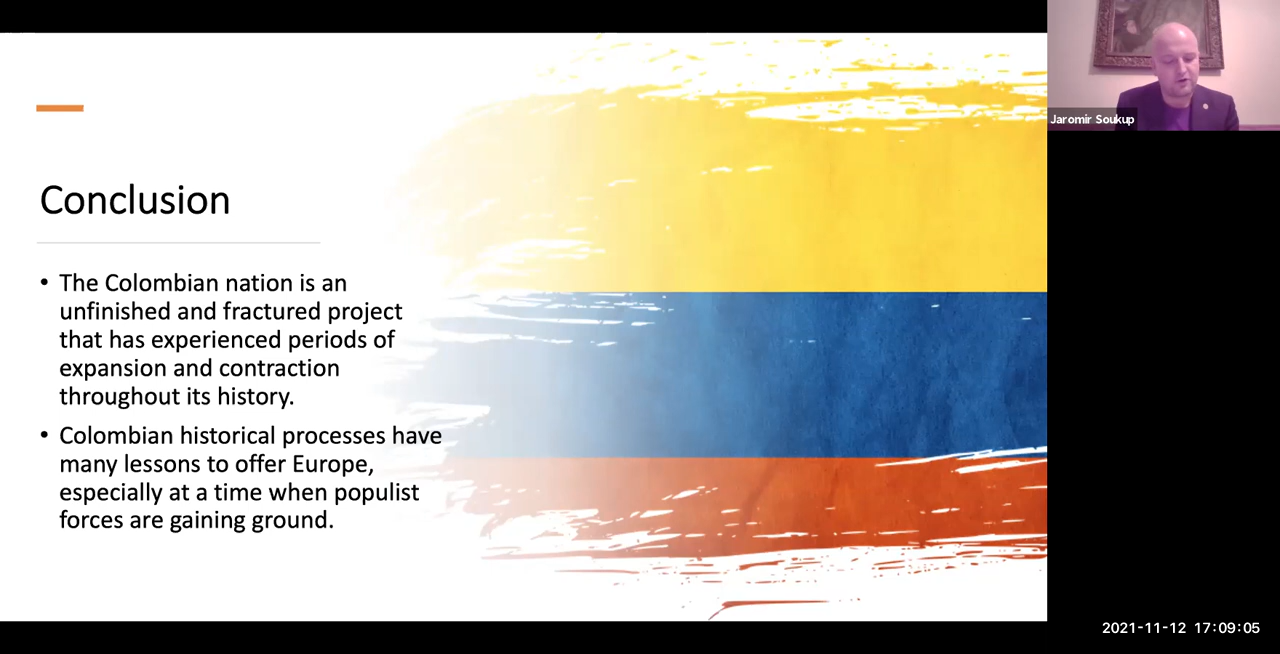 Conclusion
• The Colombian nation is an
unfinished and fractured project
that has experienced periods of
expansion and contraction
throughout its history.
• Colombian historical processes have
many lessons to offer Europe,
especially at a time when populist
forces are gaining ground.
Jaromir Soukup
2021-11-12 17:09:05